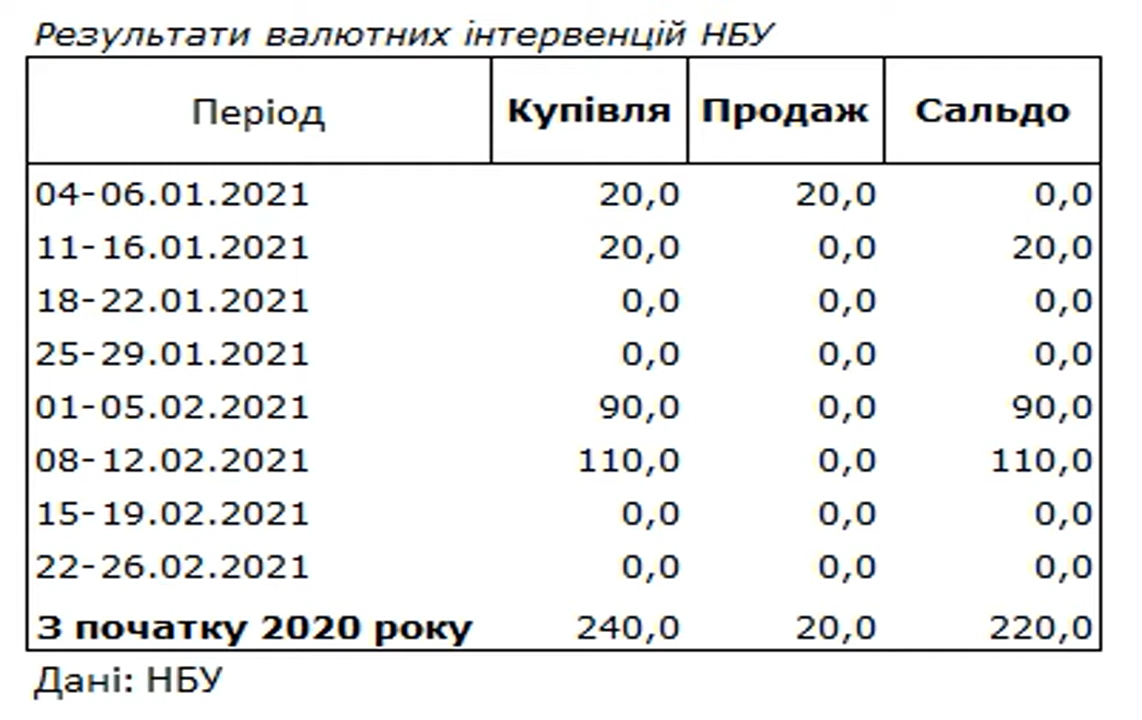 Результати валютних інтервенцій НБУ
Період Купівля Продаж Сальдо
04-06.01.2021 20,0 20,0 0,0
11-16.01.2021 20,0 0,0 20,0
18-22.01.2021 0,0 0,0 0,0
25-29.01.2021 0,0 0,0 0,0
01-05.02.2021 90,0 0,0 90,0
08-12.02.2021 110,0 0,0 110,0
15-19.02.2021 0,0 0,0 0,0
22-26.02.2021 0,0 0,0 0,0
З початку 2020 року 240,0 20,0 220,0
Дані: НБУ